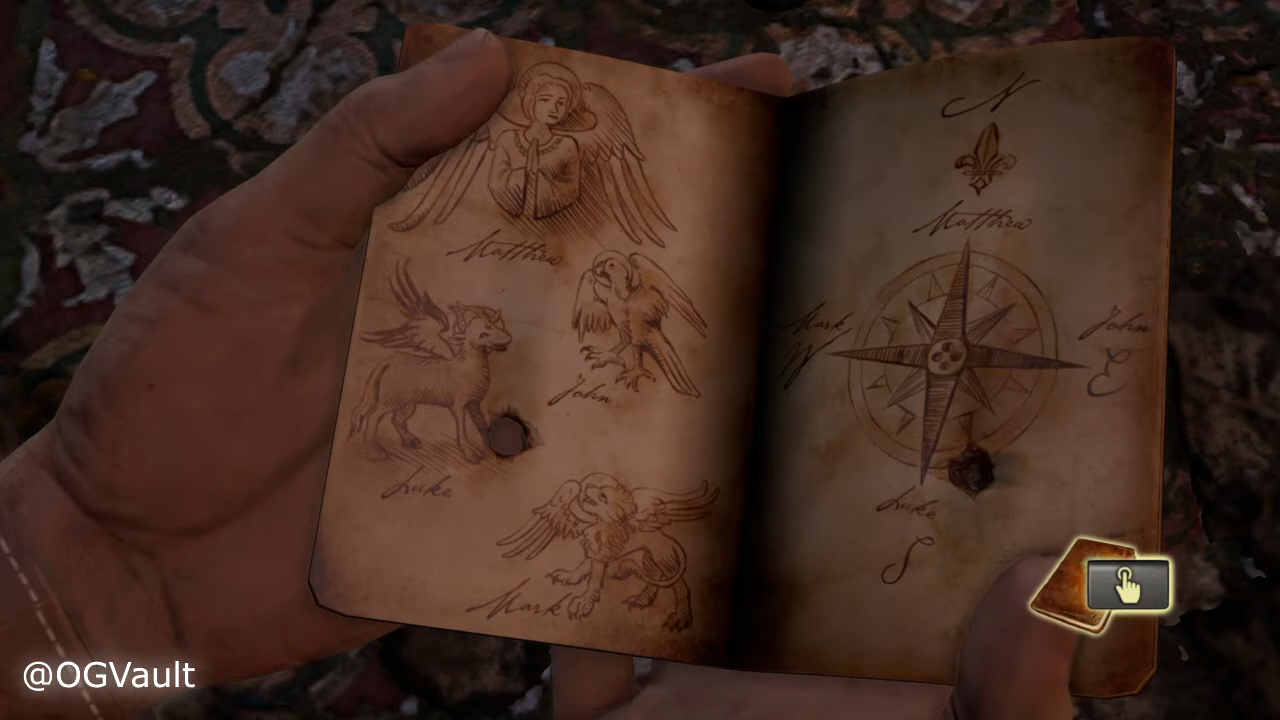 Matthew
John
Luke
Mark
N
Matthew
Mark
W
John
E
Luke
S
@OGVault